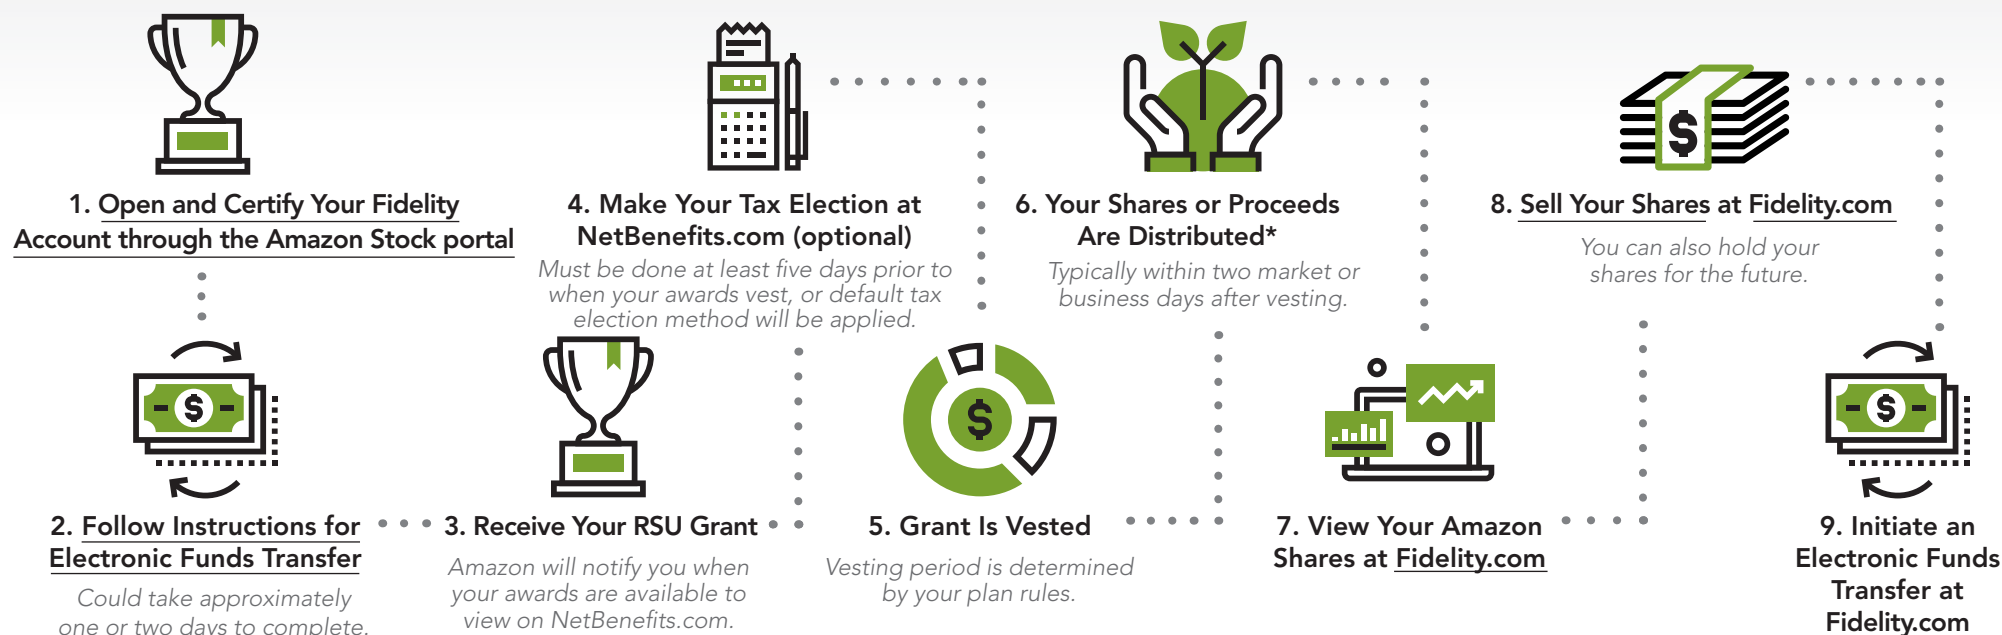 1. Open and Certify Your Fidelity
Account through the Amazon Stock portal
2. Follow Instructions for
Electronic Funds Transfer
Could take approximately
one or two days to complete.
3. Receive Your RSU Grant
Amazon will notify you when
your awards are available to
view on NetBenefits.com.
4. Make Your Tax Election at
NetBenefits.com (optional)
Must be done at least five days prior to
when your awards vest, or default tax
election method will be applied.
5. Grant Is Vested
Vesting period is determined
by your plan rules.
6. Your Shares or Proceeds
Are Distributed*
Typically within two market or
business days after vesting.
7. View Your Amazon
Shares at Fidelity.com
8. Sell Your Shares at Fidelity.com
You can also hold your
shares for the future.
9. Initiate an
Electronic Funds
Transfer at
Fidelity.com